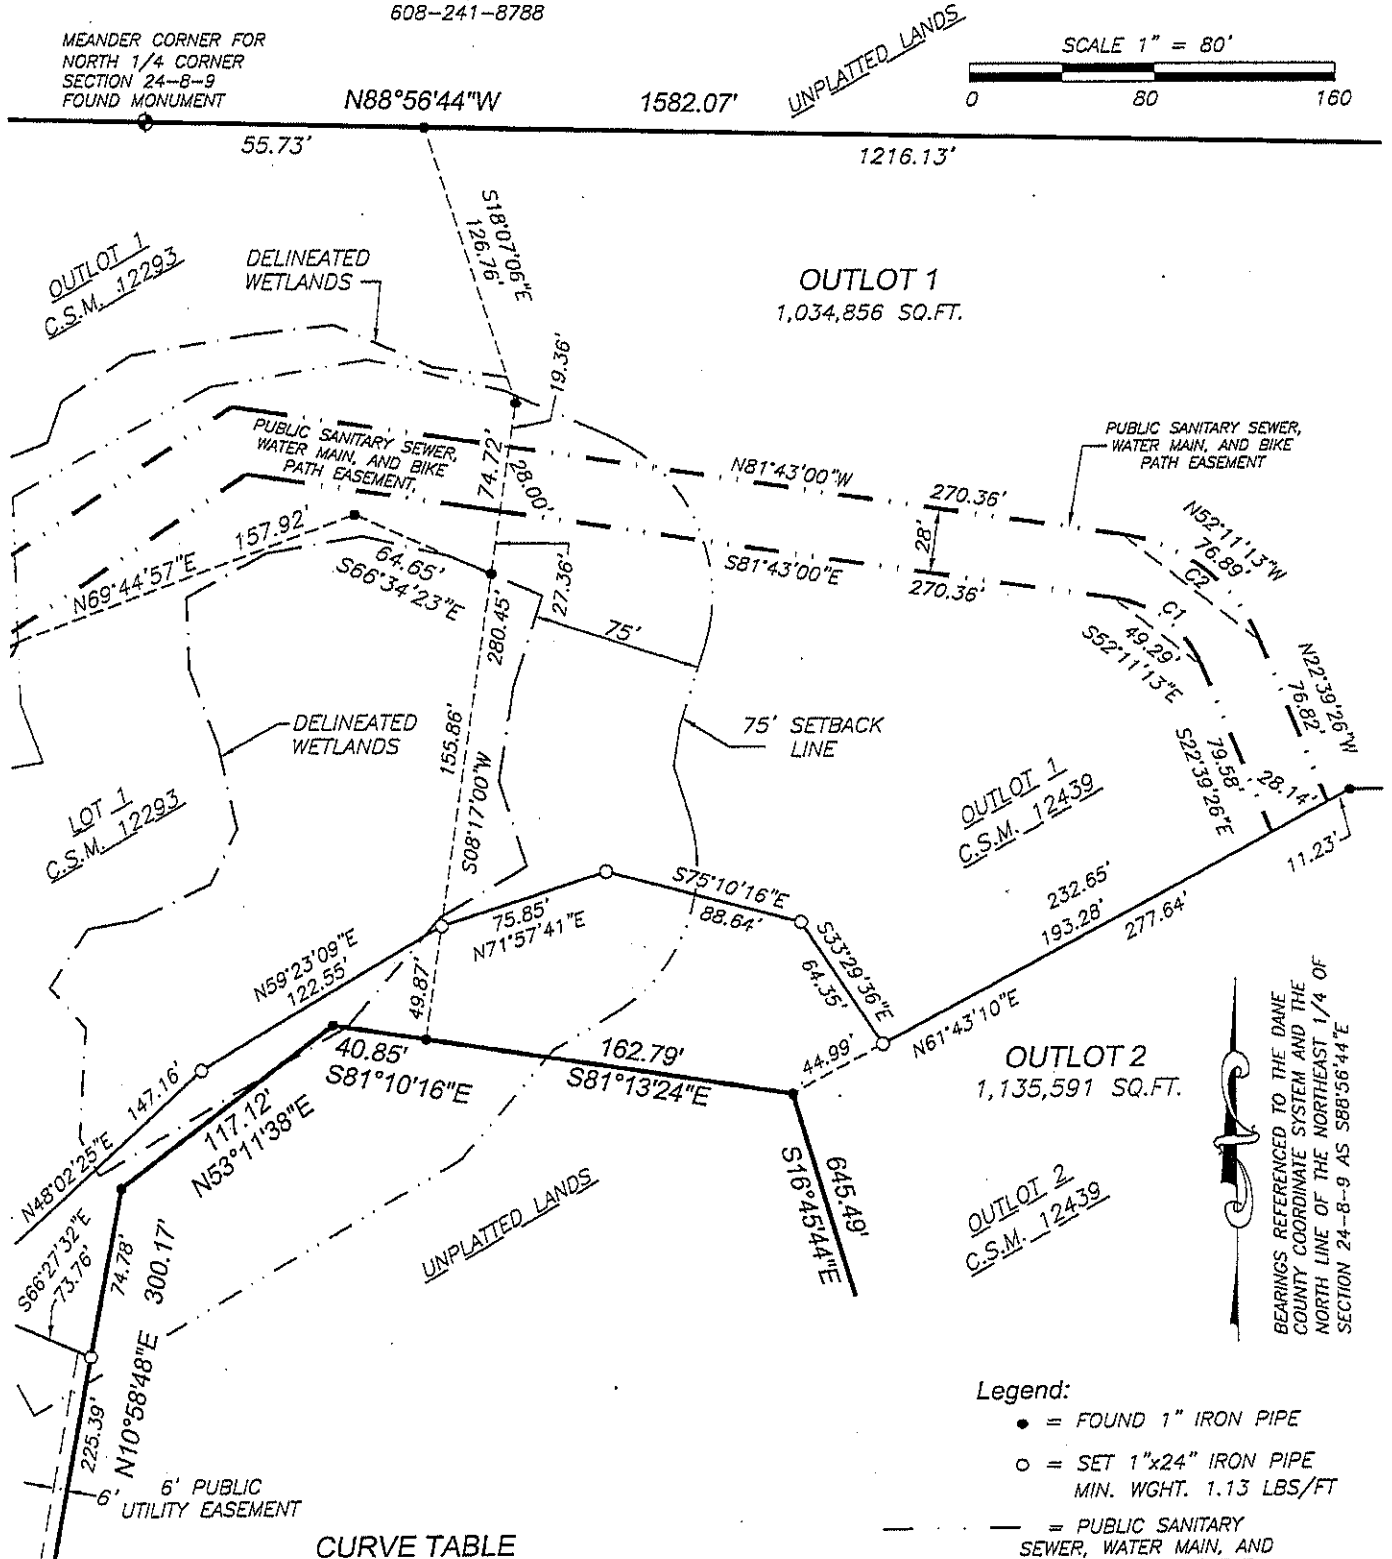 608-241-8788
MEANDER CORNER FOR
NORTH 1/4 CORNER
SECTION 24-8-9
FOUND MONUMENT
N88°56'44"W
1582.07'
UNPLATTED LANDS
SCALE 1" = 80'
0 80 160
55.73'
1216.13'
S18°07'06"E
126.76'
OUTLOT 1
C.S.M. 12293
DELINEATED
WETLANDS
OUTLOT 1
1,034,856 SQ.FT.
19.36'
PUBLIC SANITARY SEWER,
WATER MAIN, AND BIKE
PATH EASEMENT
74.72'
28.00'
N81°43'00"W
270.36'
PUBLIC SANITARY SEWER,
WATER MAIN, AND BIKE
PATH EASEMENT
N52°11'13"W
76.89'
C2
28'
S81°43'00"E
270.36'
C1
49.29'
S52°11'13"E
157.92'
N69°44'57"E
64.65'
S66°34'23"E
27.36'
280.45'
75'
N22°39'26"W
76.82'
79.58'
S22°39'26"E
28.14'
11.23'
DELINEATED
WETLANDS
155.86'
S08°17'00"W
75' SETBACK
LINE
LOT 1
C.S.M. 12293
OUTLOT 1
C.S.M. 12439
S75°10'16"E
88.64'
75.85'
N71°57'41"E
232.65'
193.28'
277.64'
N59°23'09"E
122.55'
S33°29'36"E
64.35'
49.87'
N61°43'10"E
44.99'
40.85'
S81°10'16"E
162.79'
S81°13'24"E
OUTLOT 2
1,135,591 SQ.FT.
147.16'
N48°02'25"E
117.12'
N53°11'38"E
645.49'
S16°45'44"E
OUTLOT 2
C.S.M. 12439
UNPLATTED LANDS
S66°27'32"E
73.76'
74.78'
300.17'
N10°58'48"E
225.39'
6'
6' PUBLIC
UTILITY EASEMENT
BEARINGS REFERENCED TO THE DANE
COUNTY COORDINATE SYSTEM AND THE
NORTH LINE OF THE NORTHEAST 1/4 OF
SECTION 24-8-9 AS S88°56'44"E
Legend:
● = FOUND 1" IRON PIPE
○ = SET 1"x24" IRON PIPE
MIN. WGHT. 1.13 LBS/FT
= PUBLIC SANITARY
SEWER, WATER MAIN, AND
CURVE TABLE